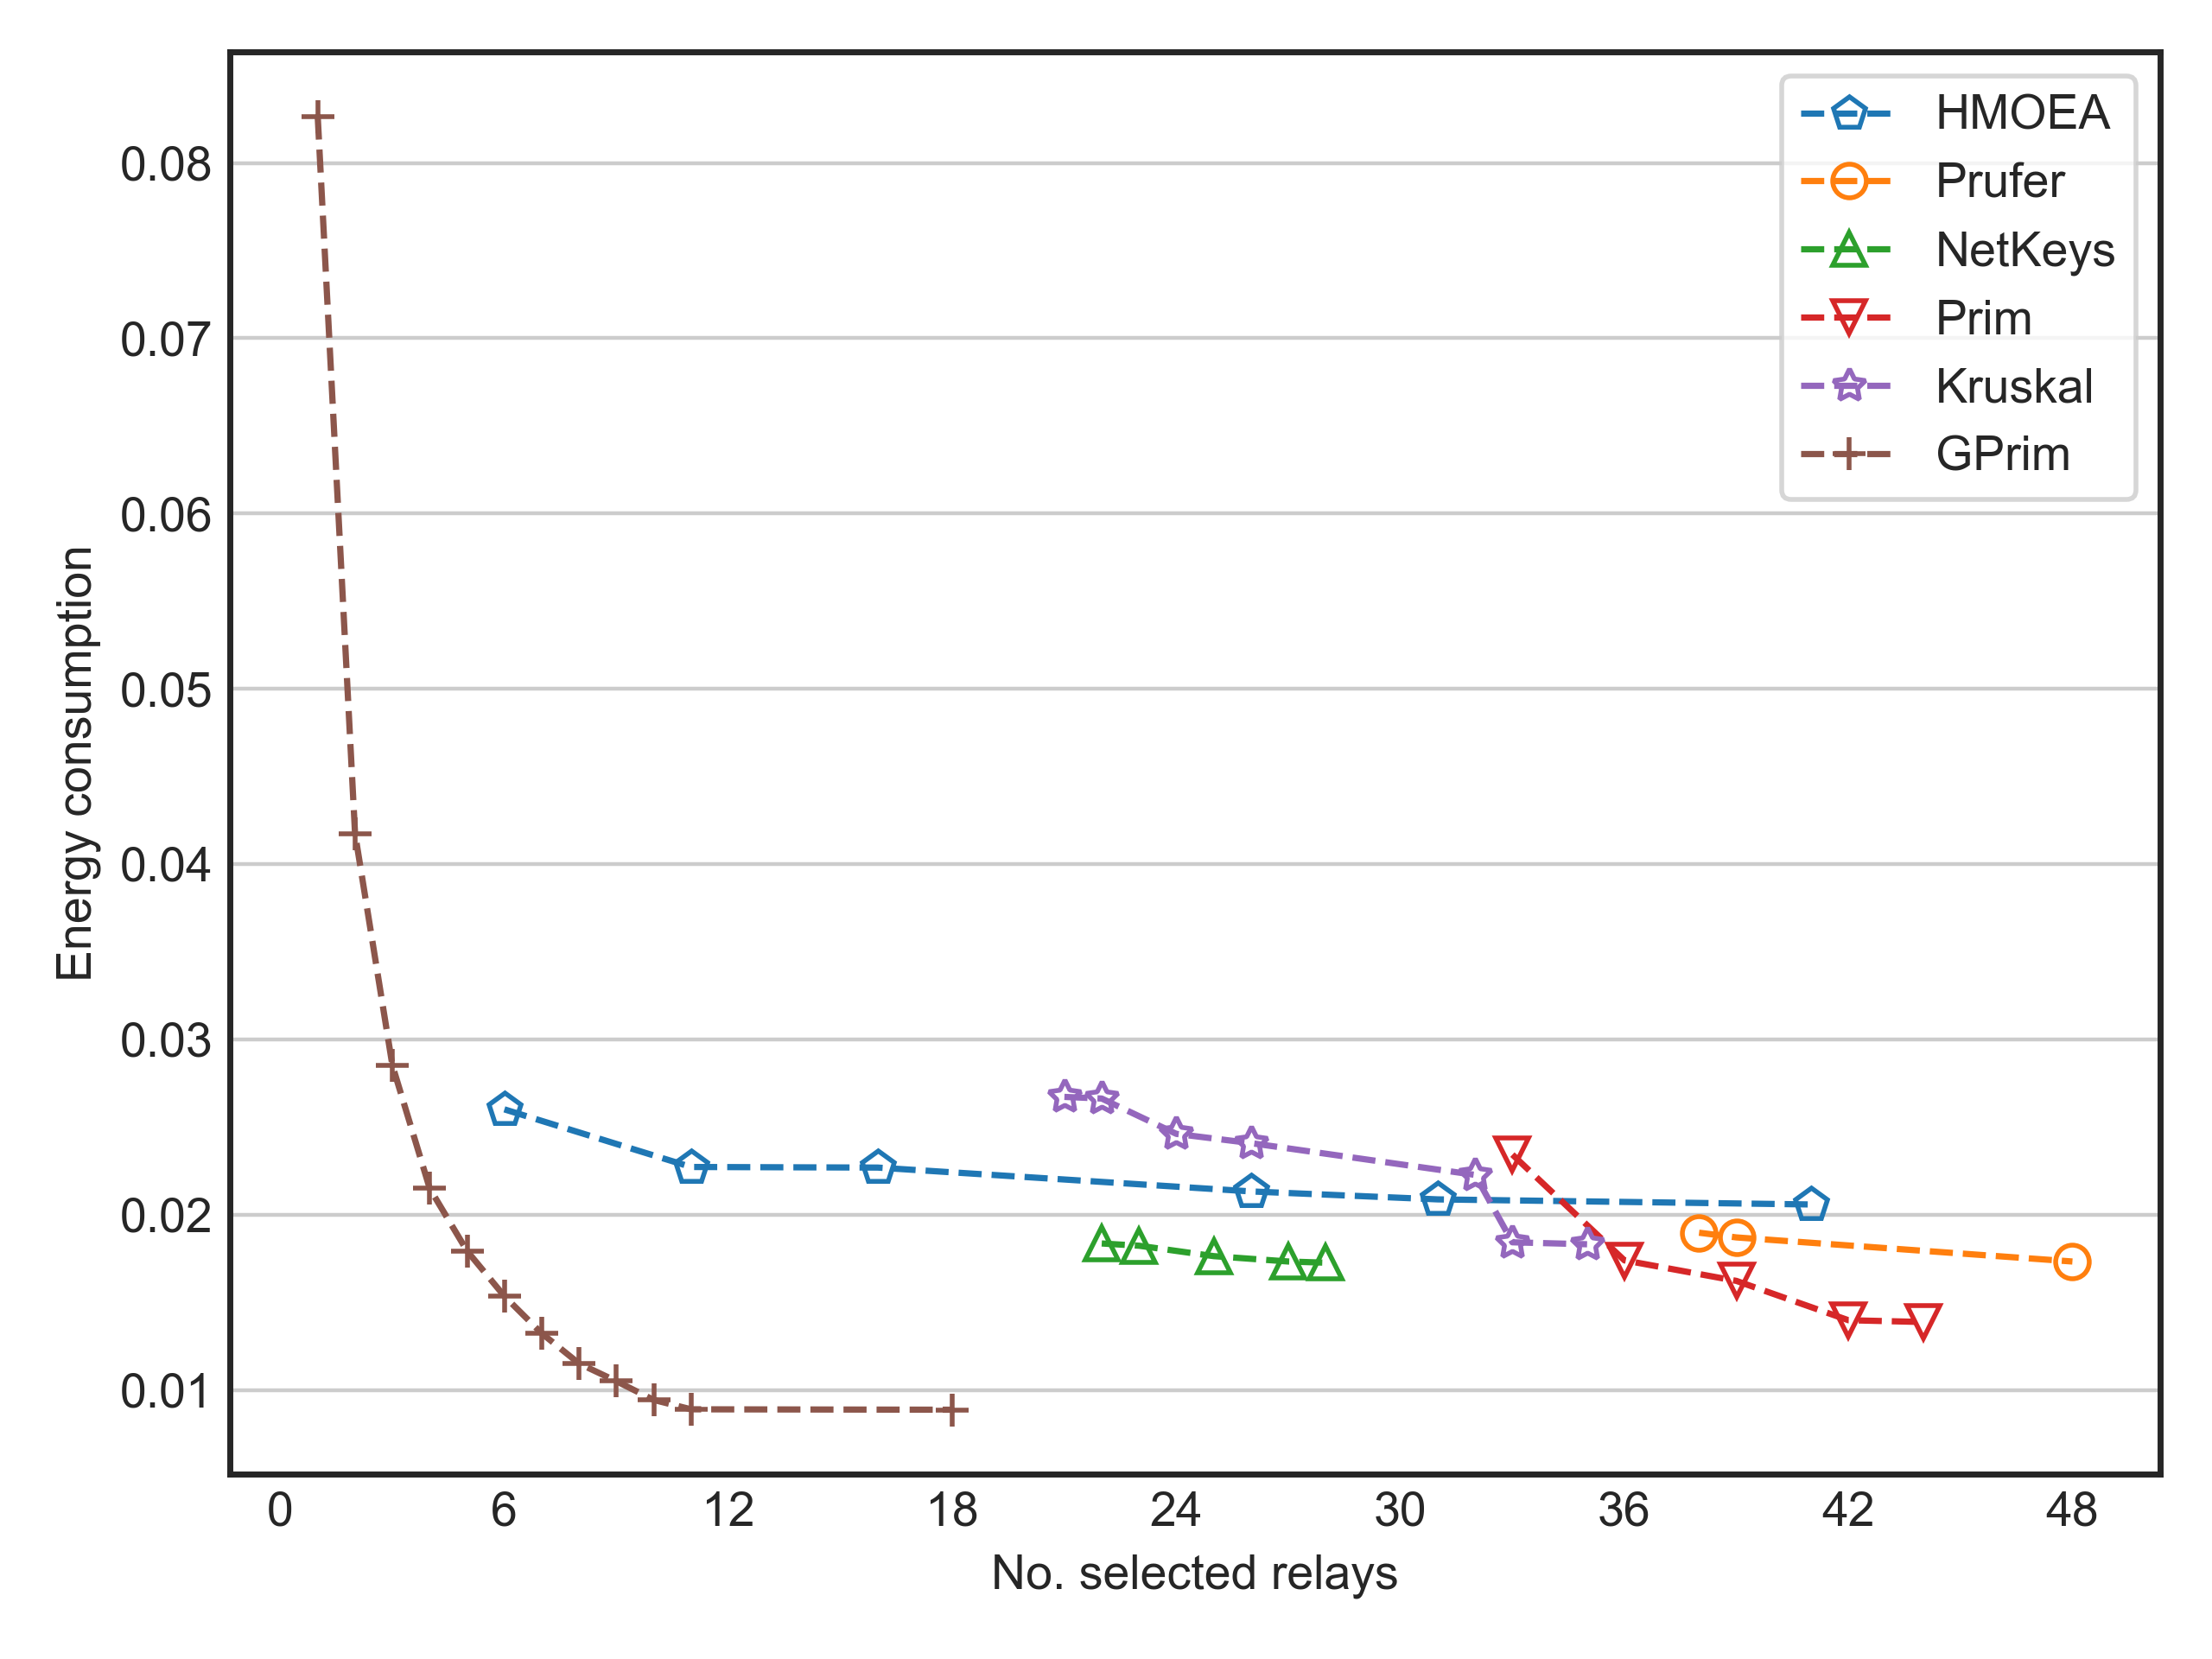 HMOEA
Prufer
NetKeys
Prim
Kruskal
GPrim
0.08
0.07
0.06
0.05
0.04
0.03
0.02
0.01
Energy consumption
0 6 12 18 24 30 36 42 48
No. selected relays